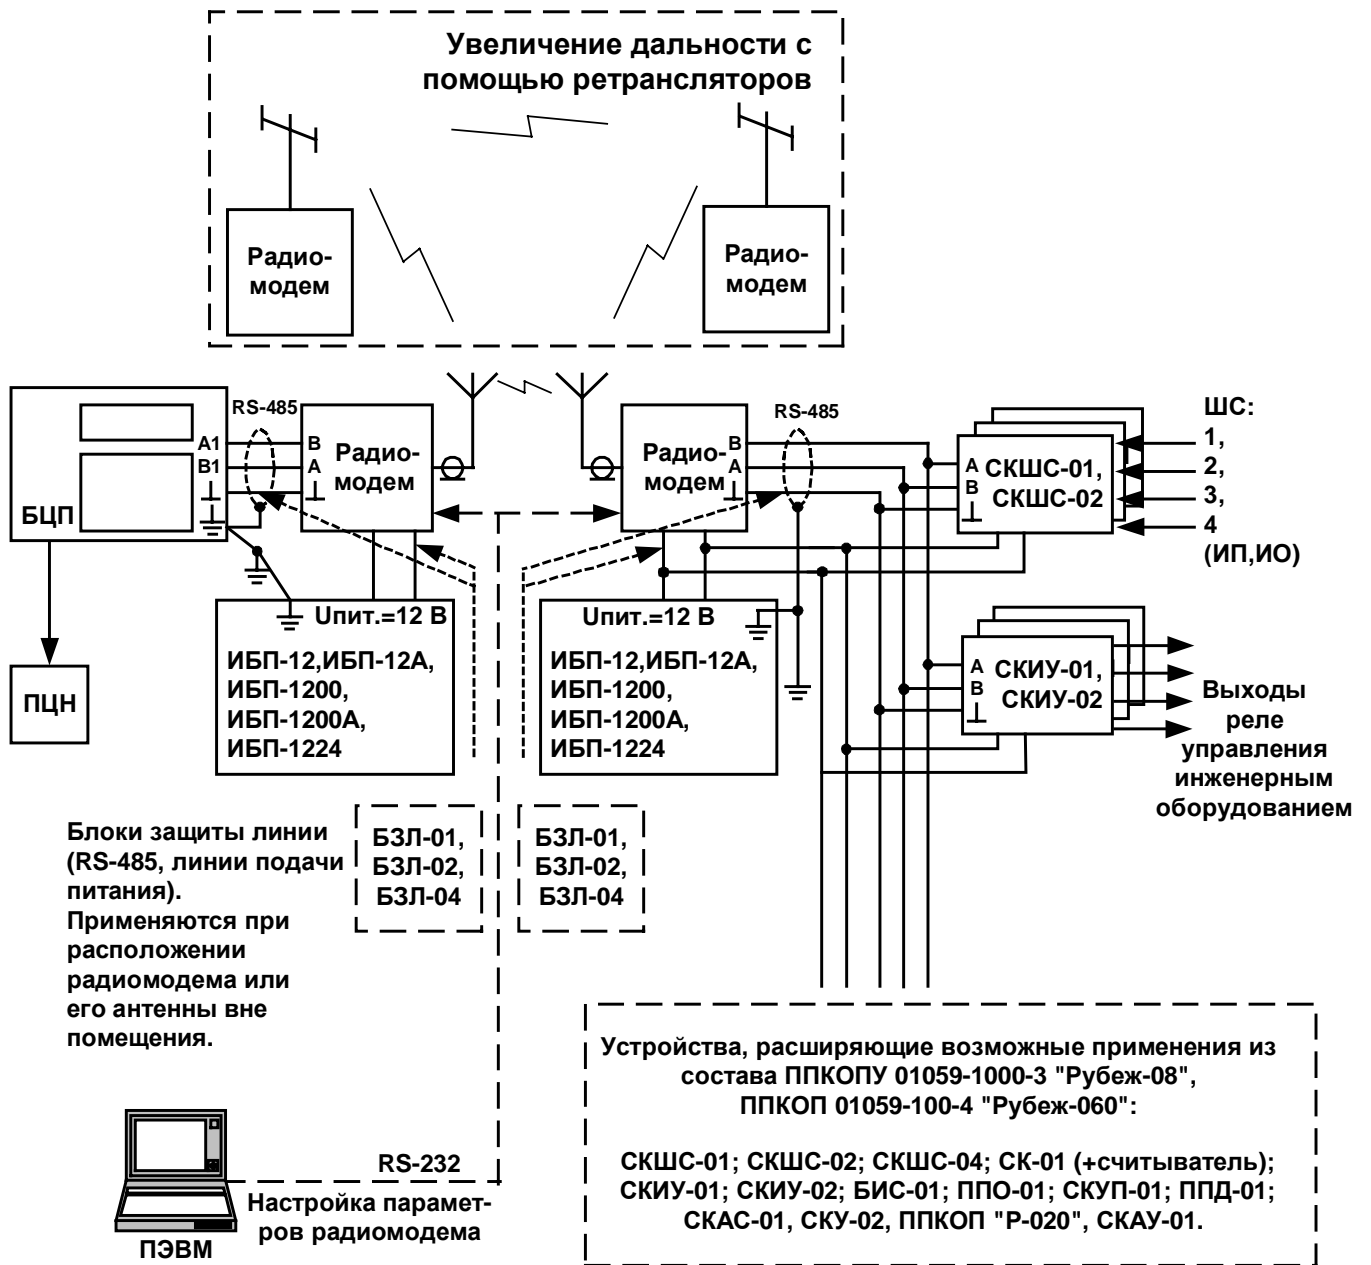 Увеличение дальности с
помощью ретрансляторов
Радио-
модем
Радио-
модем
БЦП
A1
B1
RS-485
B
A
Радио-
модем
Радио-
модем
B
A
RS-485
A
B
СКШС-01,
СКШС-02
ШС:
1,
2,
3,
4
(ИП,ИО)
ПЦН
Uпит.=12 В
ИБП-12,ИБП-12А,
ИБП-1200,
ИБП-1200А,
ИБП-1224
Uпит.=12 В
ИБП-12,ИБП-12А,
ИБП-1200,
ИБП-1200А,
ИБП-1224
A
B
СКИУ-01,
СКИУ-02
Выходы
реле
управления
инженерным
оборудованием
Блоки защиты линии
(RS-485, линии подачи
питания).
Применяются при
расположении
радиомодема или
его антенны вне
помещения.
БЗЛ-01,
БЗЛ-02,
БЗЛ-04
БЗЛ-01,
БЗЛ-02,
БЗЛ-04
ПЭВМ
RS-232
Настройка парамет-
ров радиомодема
Устройства, расширяющие возможные применения из
состава ППКОПУ 01059-1000-3 "Рубеж-08",
ППКОП 01059-100-4 "Рубеж-060":
СКШС-01; СКШС-02; СКШС-04; СК-01 (+считыватель);
СКИУ-01; СКИУ-02; БИС-01; ППО-01; СКУП-01; ППД-01;
СКАС-01, СКУ-02, ППКОП "Р-020", СКАУ-01.